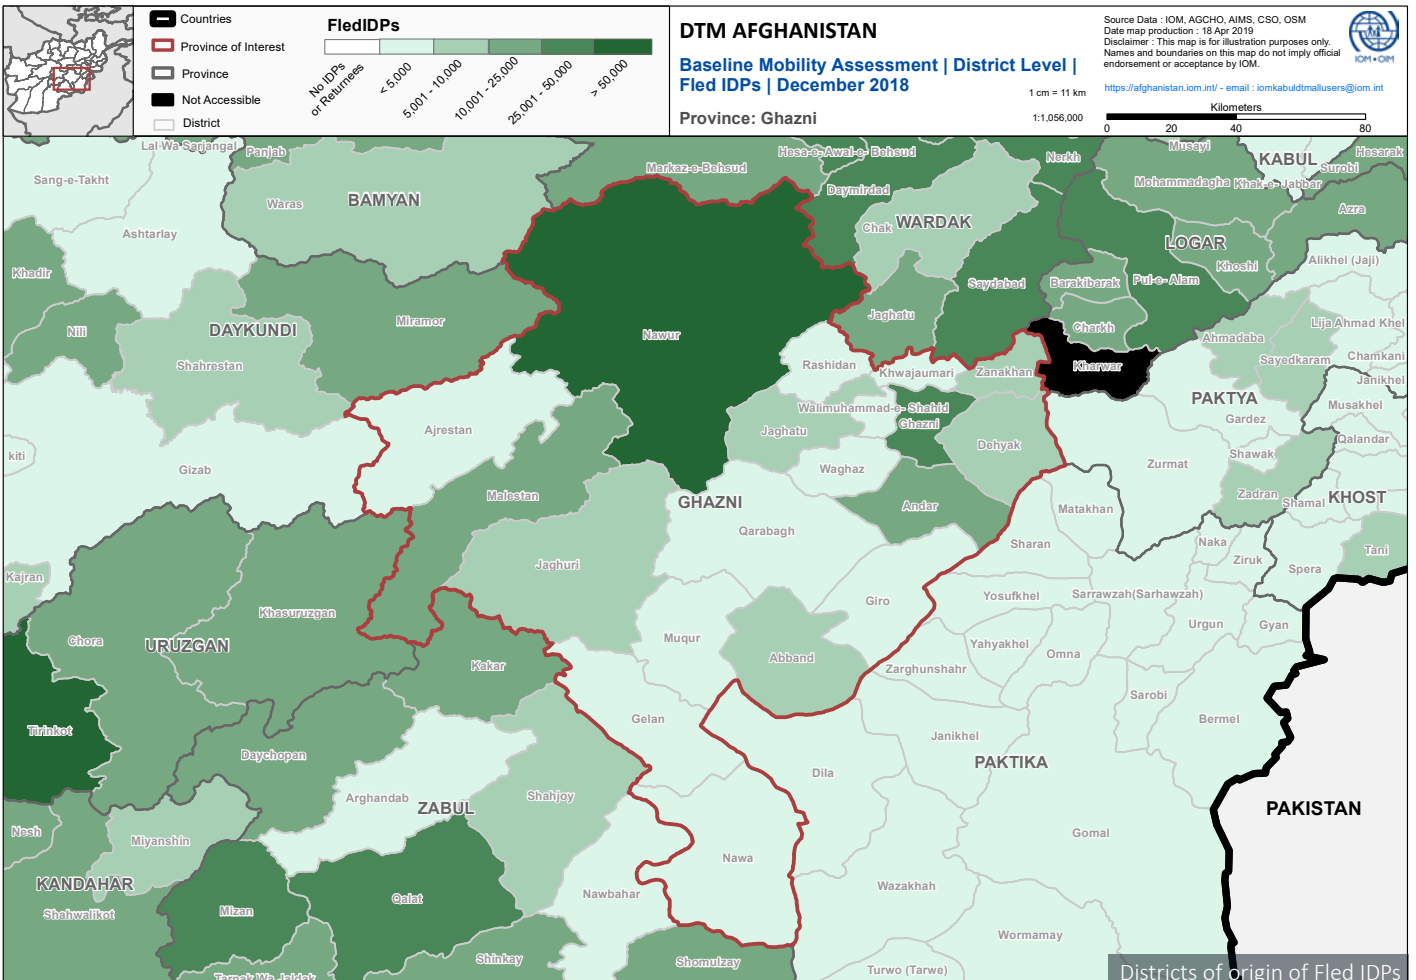 Countries
Province of Interest
Province
Not Accessible
District
FledIDPs
No IDPs
or Returnees
< 5,000
5,001 - 10,000
10,001 - 25,000
25,001 - 50,000
> 50,000
DTM AFGHANISTAN
Baseline Mobility Assessment | District Level |
Fled IDPs | December 2018
1 cm = 11 km
Province: Ghazni
1:1,056,000
Source Data : IOM, AGCHO, AIMS, CSO, OSM
Date map production : 18 Apr 2019
Disclaimer : This map is for illustration purposes only.
Names and boundaries on this map do not imply official
endorsement or acceptance by IOM.
https://afghanistan.iom.int/ - email : iomkabuldtmallusers@iom.int
IOM • OIM
Kilometers
0 20 40 80
Lal Wa Sarjangal
Panjab
Hesa-e- Awal-e- Behsud
Nerkh
Musayi
KABUL
Surobi
Hesarak
Sang-e-Takht
Markaz-e-Behsud
Daymirdad
Mohammadagha
Khak-e- Jabbar
Waras
BAMYAN
Chak
WARDAK
Azra
Ashtarlay
LOGAR
Khoshi
Alikhel (Jaji)
Khadir
Saydabad
Barakibarak
Pul-e- Alam
Nili
DAYKUNDI
Miramor
Nawur
Jaghatu
Charkh
Ahmadaba
Lija Ahmad Khel
Shahrestan
Rashidan
Khwajaumari
Zanakhan
Kharwar
Sayedkaram
Chamkani
Janikhel
Ajrestan
Walimuhammad-e- Shahid
Ghazni
Jaghatu
Dehyak
PAKTYA
Gardez
Musakhel
kiti
Gizab
Waghaz
Zurmat
Shawak
Qalandar
Malestan
GHAZNI
Andar
Matakhan
Zadran
Shamal
KHOST
Qarabagh
Sharan
Naka
Ziruk
Tani
Kajran
Jaghuri
Spera
Khasuruzgan
Giro
Yosufkhel
Sarrawzah(Sarhawzah)
Chora
URUZGAN
Muqur
Abband
Yahyakhel
Urgun
Gyan
Kakar
Zarghunshahr
Omna
Sarobi
Tirinkot
Gelan
Janikhel
Bermel
Daychopan
Dila
PAKTIKA
Arghandab
ZABUL
Shahjoy
PAKISTAN
Nesh
Miyanshin
Nawa
Gomal
KANDAHAR
Shahwalikot
Mizan
Qalat
Nawbahar
Wazakhah
Wormamay
Shinkay
Shomulzay
Turwo (Tarwe)
Tarnak Wa Jaldak
Districts of origin of Fled IDPs